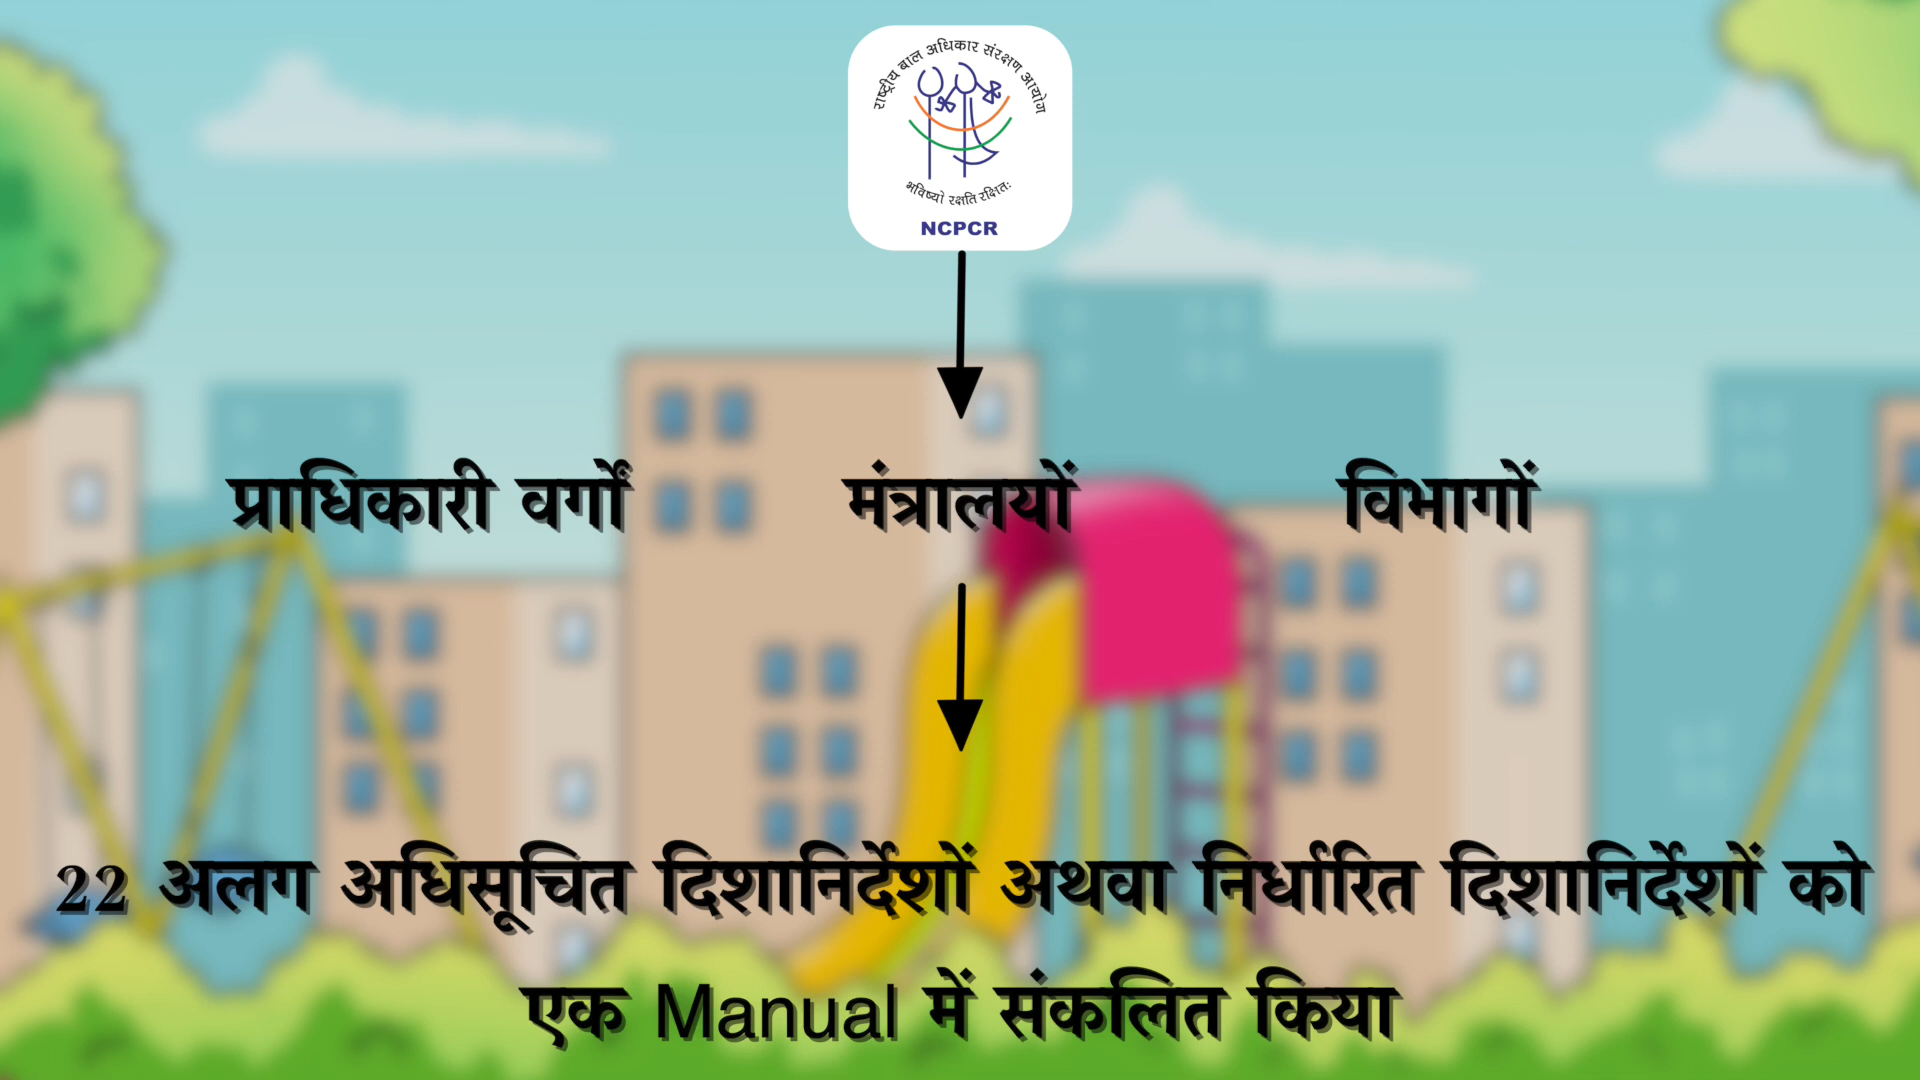 राष्ट्रीय बाल अधिकार संरक्षण आयोग
भविष्यो रक्षति रक्षितः
NCPCR
प्राधिकारी वर्गों मंत्रालयों विभागों
22 अलग अधिसूचित दिशानिर्देशों अथवा निर्धारित दिशानिर्देशों को
एक Manual में संकलित किया